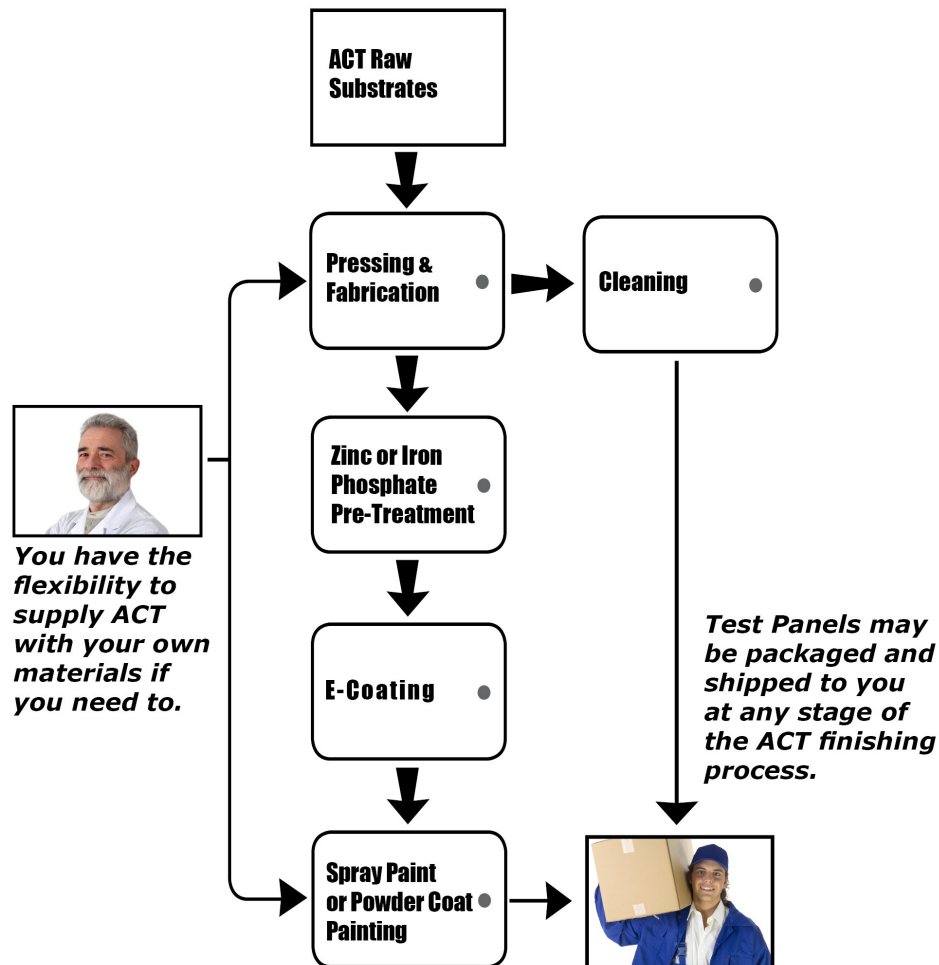 ACT Raw
Substrates
Pressing &
Fabrication
Cleaning
Zinc or Iron
Phosphate
Pre-Treatment
You have the
flexibility to
supply ACT
with your own
materials if
you need to.
E-Coating
Test Panels may
be packaged and
shipped to you
at any stage of
the ACT finishing
process.
Spray Paint
or Powder Coat
Painting